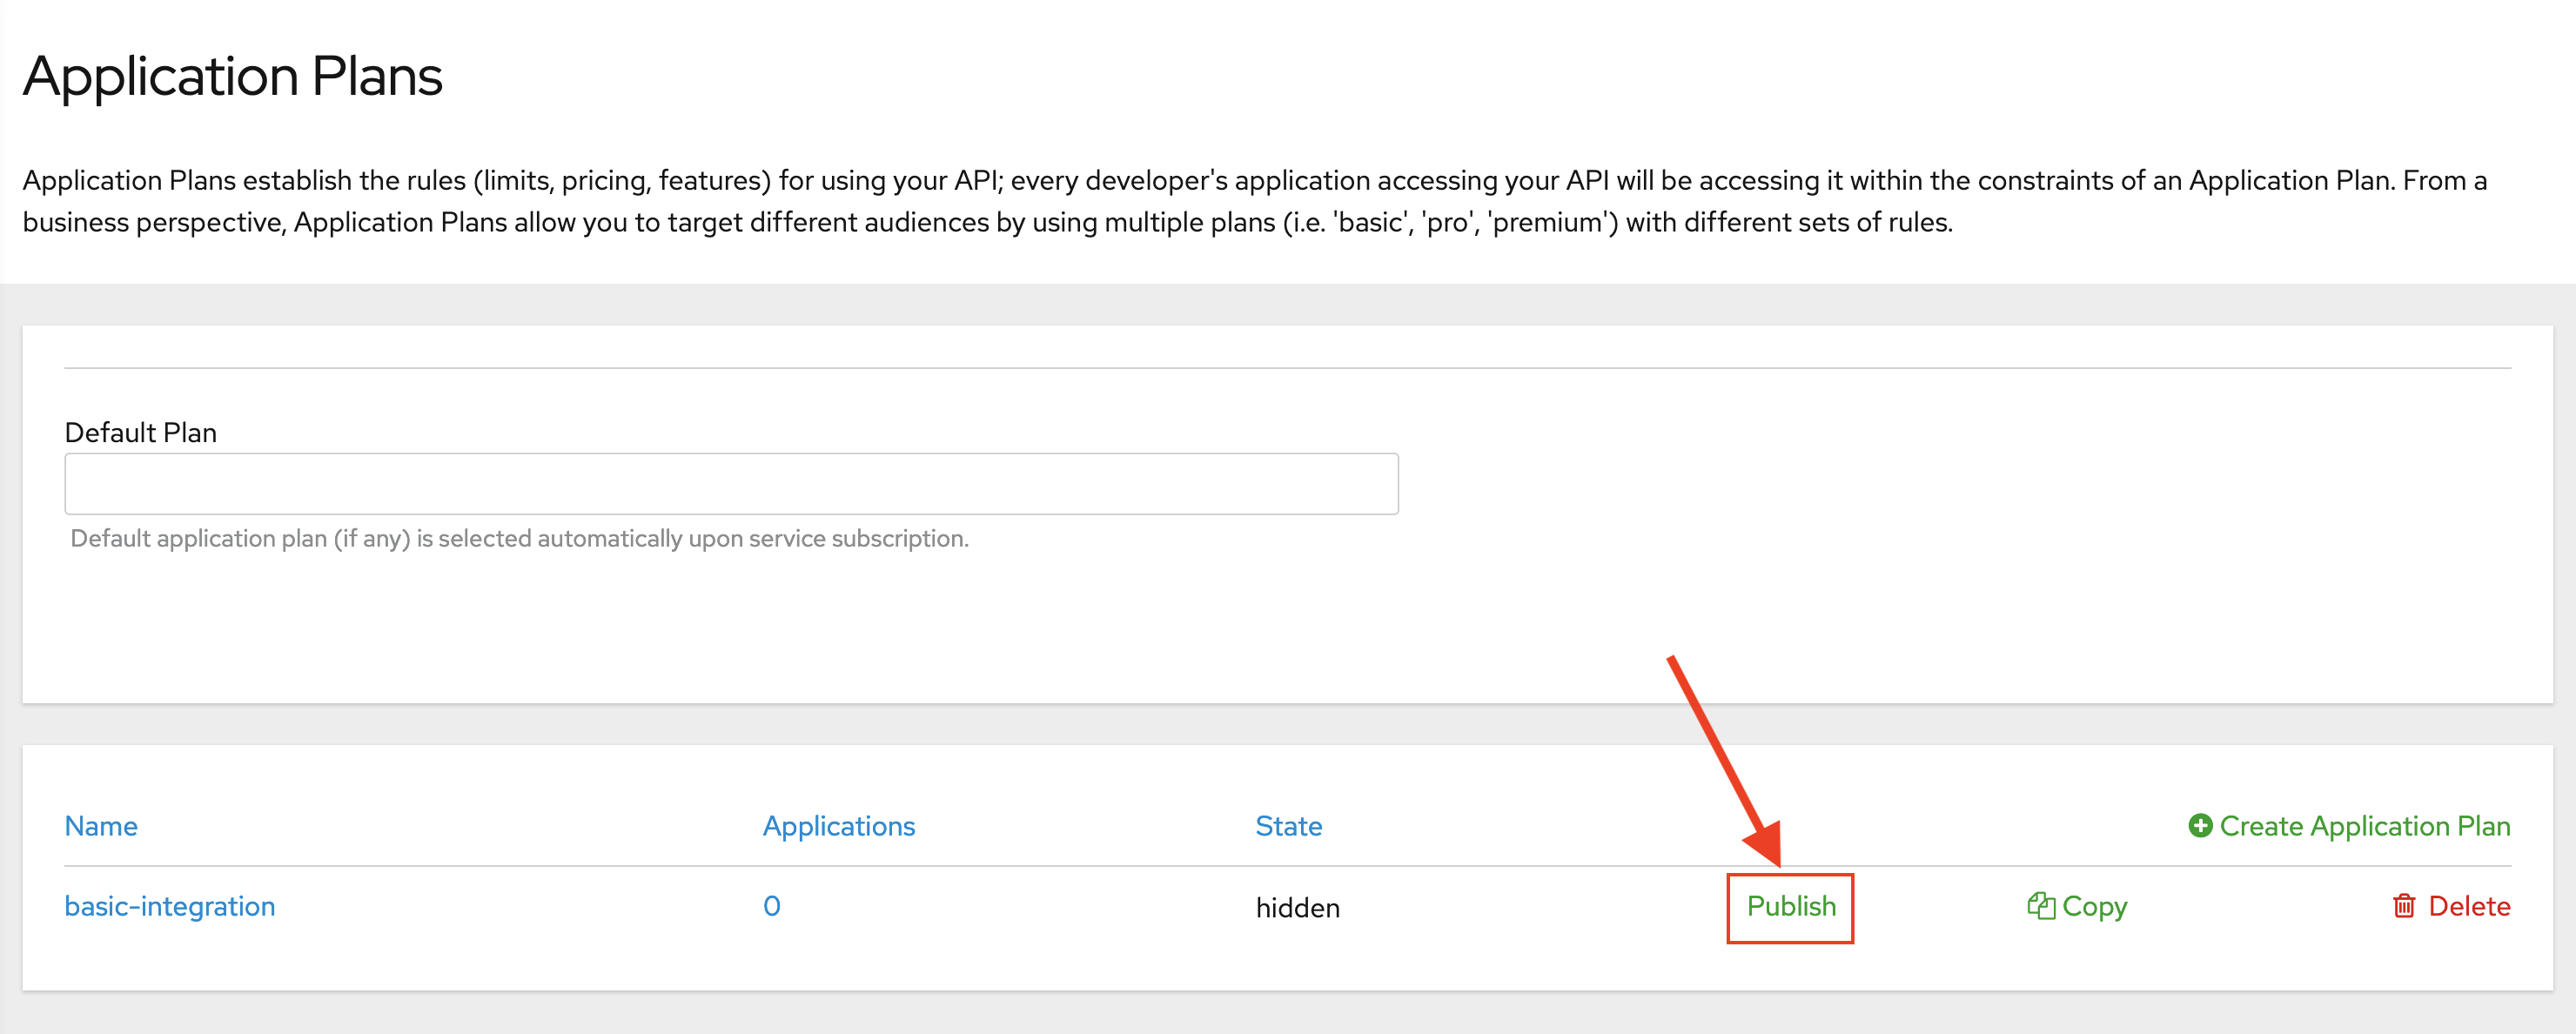 Application Plans
Application Plans establish the rules (limits, pricing, features) for using your API; every developer's application accessing your API will be accessing it within the constraints of an Application Plan. From a
business perspective, Application Plans allow you to target different audiences by using multiple plans (i.e. 'basic', 'pro', 'premium') with different sets of rules.
Default Plan
Default application plan (if any) is selected automatically upon service subscription.
Name Applications State Create Application Plan
basic-integration 0 hidden Publish Copy Delete